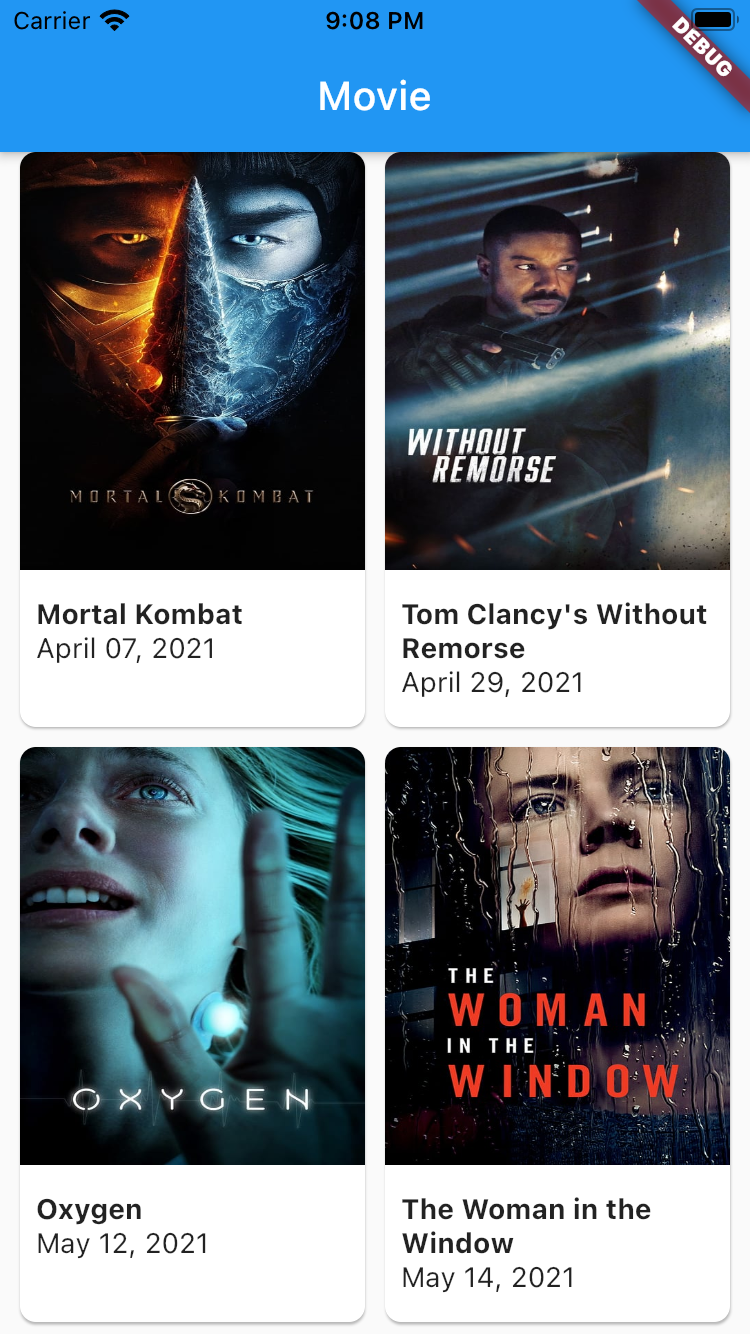 Carrier 9:08 PM
DEBUG
Movie
MORTAL KOMBAT
WITHOUT
REMORSE
Mortal Kombat
April 07, 2021
Tom Clancy's Without
Remorse
April 29, 2021
OXYGEN
THE
WOMAN
IN THE
WINDOW
Oxygen
May 12, 2021
The Woman in the
Window
May 14, 2021